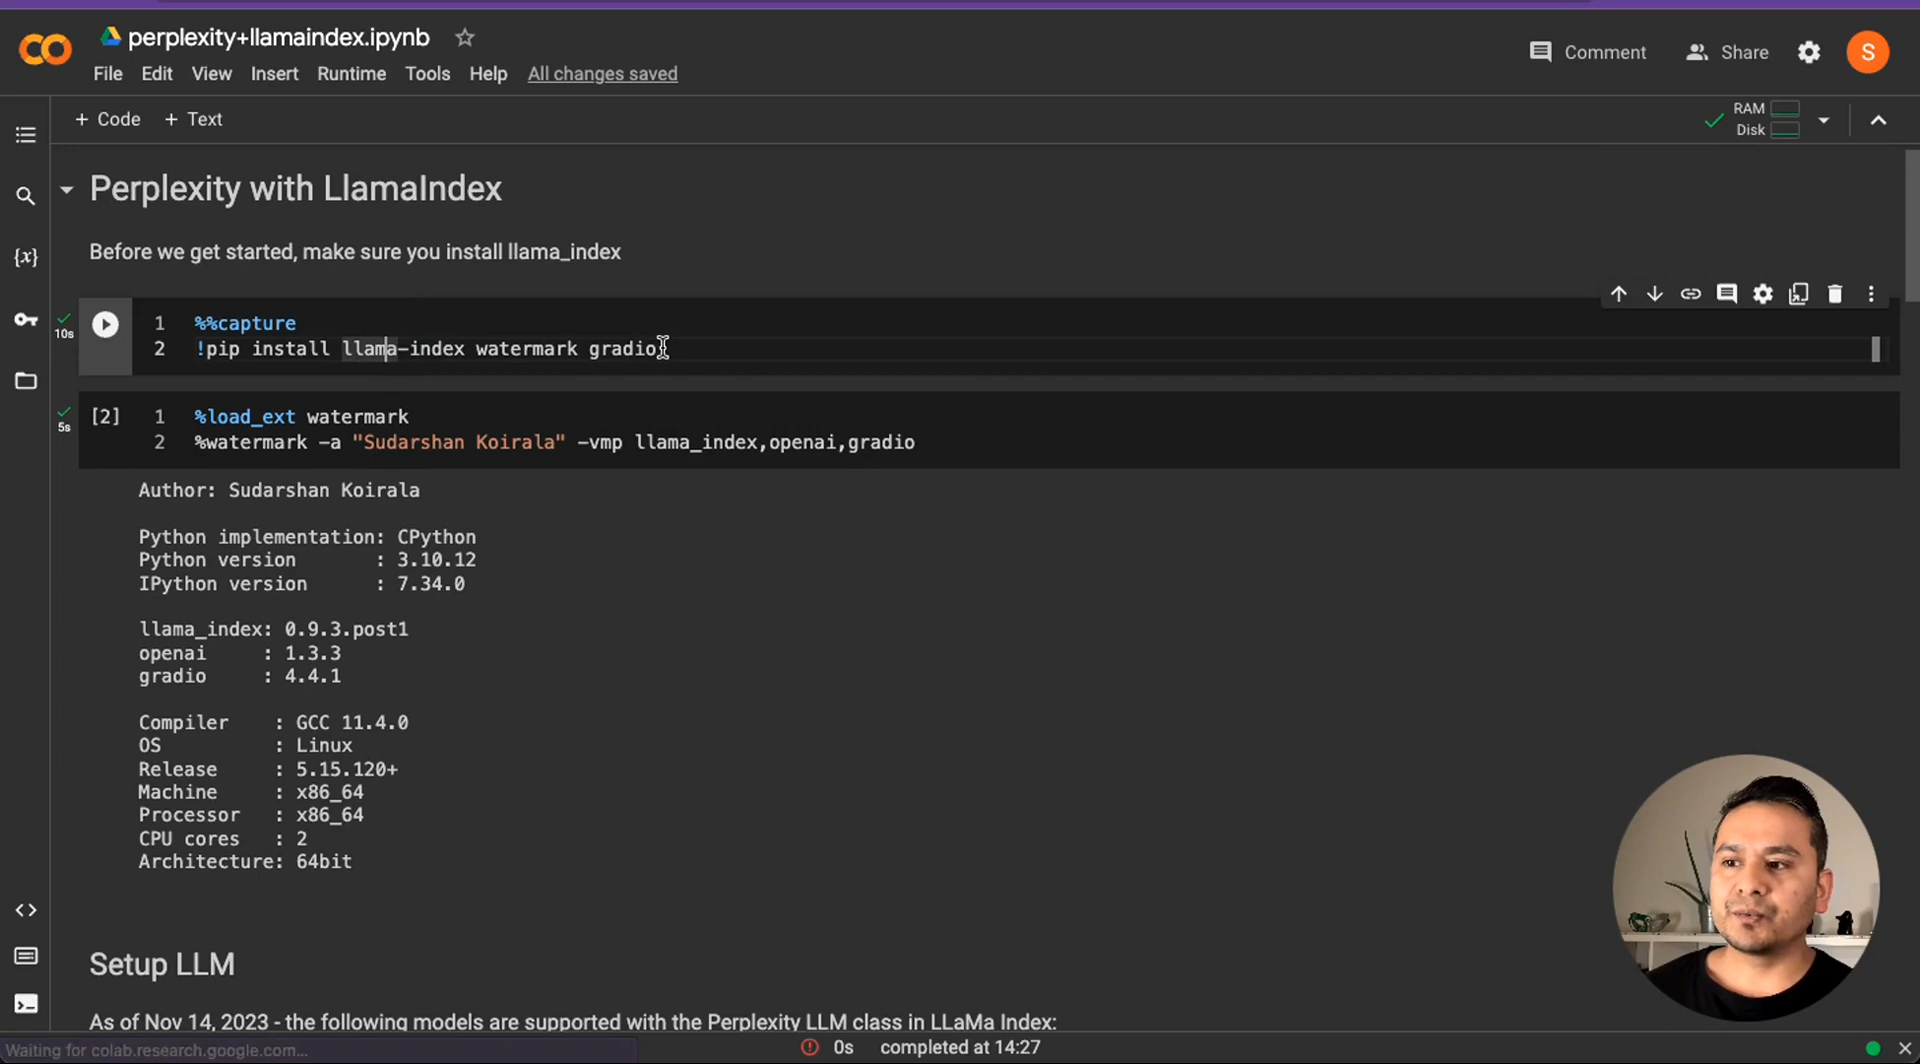 perplexity+llamaindex.ipynb
File Edit View Insert Runtime Tools Help All changes saved
Comment Share S
+ Code + Text
RAM
Disk
Perplexity with LlamaIndex
Before we get started, make sure you install llama_index
10s
1 %%capture
2 !pip install llama-index watermark gradio
5s
[2] 1 %load_ext watermark
2 %watermark -a "Sudarshan Koirala" -vmp llama_index,openai,gradio
Author: Sudarshan Koirala
Python implementation: CPython
Python version : 3.10.12
IPython version : 7.34.0
llama_index: 0.9.3.post1
openai : 1.3.3
gradio : 4.4.1
Compiler : GCC 11.4.0
OS : Linux
Release : 5.15.120+
Machine : x86_64
Processor : x86_64
CPU cores : 2
Architecture: 64bit
Setup LLM
As of Nov 14, 2023 - the following models are supported with the Perplexity LLM class in LLaMa Index:
Waiting for colab.research.google.com...
0s completed at 14:27